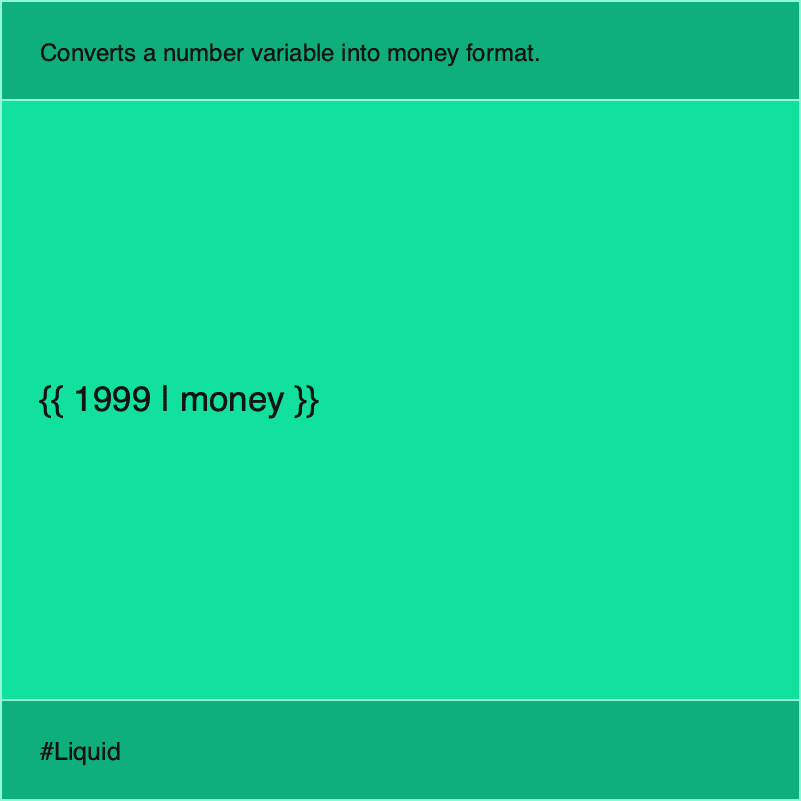 Converts a number variable into money format.
{{ 1999 | money }}
#Liquid